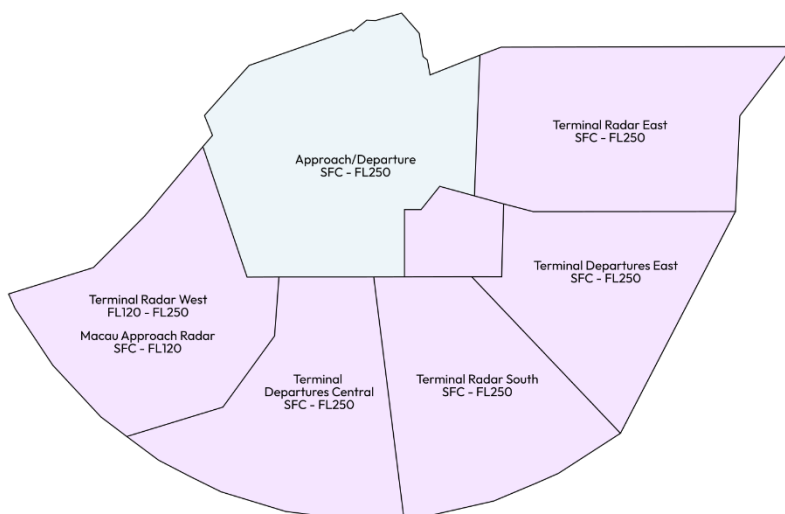 Terminal Radar East
SFC - FL250
Approach/Departure
SFC - FL250
Terminal Departures East
SFC - FL250
Terminal Radar West
FL120 - FL250
Macau Approach Radar
SFC - FL120
Terminal
Departures Central
SFC - FL250
Terminal Radar South
SFC - FL250